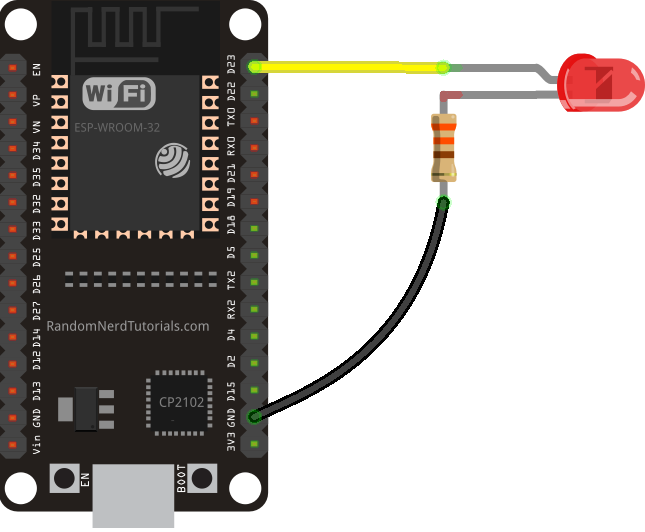 EN
VP
VN
D34
D35
D32
D33
D25
D26
D27
D14
D12
D13
GND
Vin
WiFi
ESP-WROOM-32
RandomNerdTutorials.com
CP2102
EN
BOOT
D23
D22
TX0
RX0
D21
D19
D18
D5
TX2
RX2
D4
D2
D15
GND
3V3